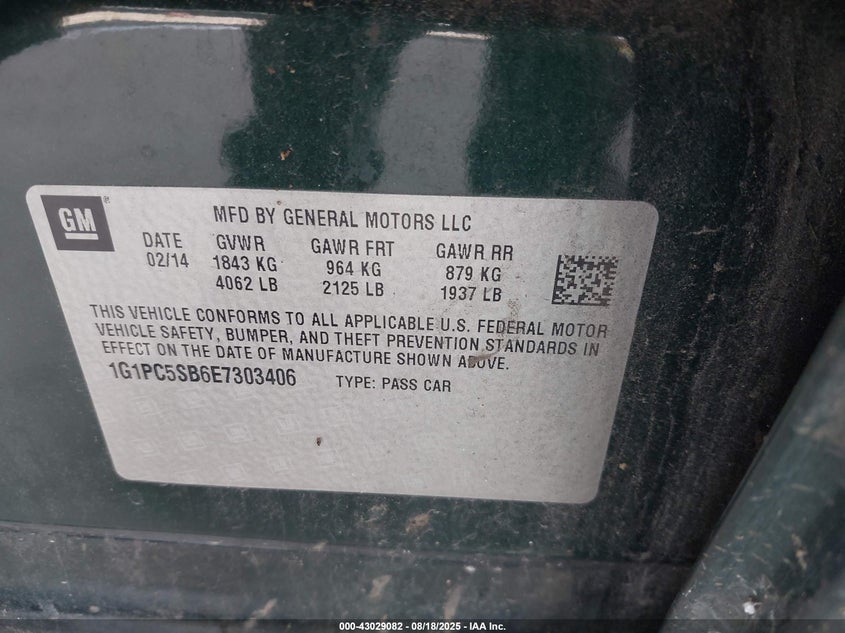 GM
®
MFD BY GENERAL MOTORS LLC
DATE GVWR GAWR FRT GAWR RR
02/14 1843 KG 964 KG 879 KG
4062 LB 2125 LB 1937 LB
THIS VEHICLE CONFORMS TO ALL APPLICABLE U.S. FEDERAL MOTOR
VEHICLE SAFETY, BUMPER, AND THEFT PREVENTION STANDARDS IN
EFFECT ON THE DATE OF MANUFACTURE SHOWN ABOVE.
1G1PC5SB6E7303406 TYPE: PASS CAR
000-43029082 - 08/18/2025 - IAA Inc.